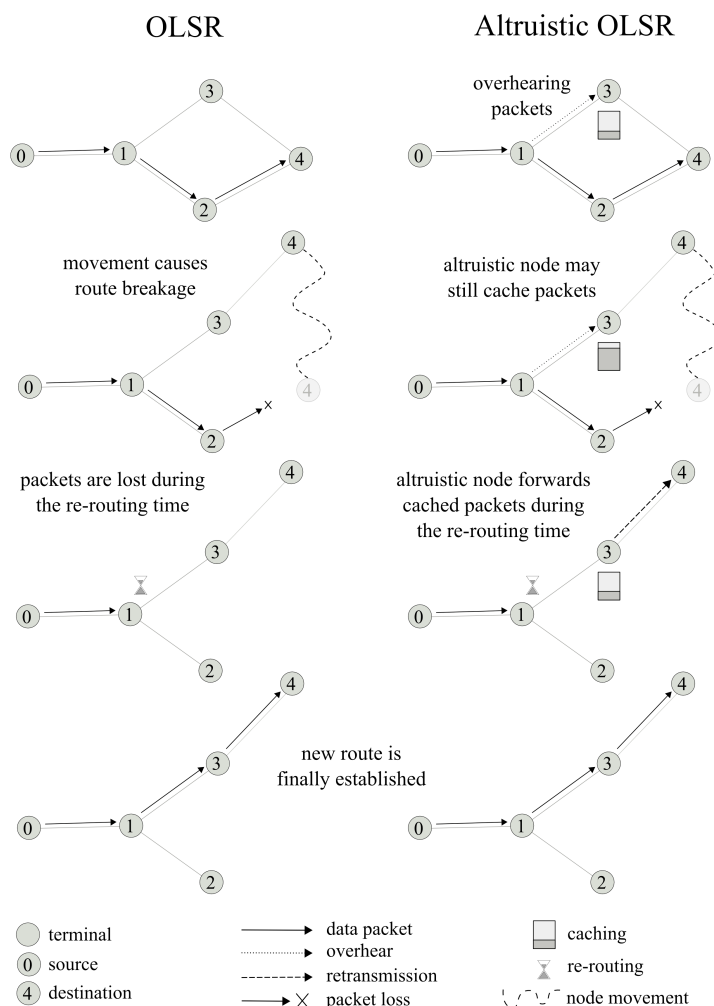 OLSR
Altruistic OLSR
3
0
1
4
2
overhearing
packets
3
0
1
4
2
movement causes
route breakage
4
3
0
1
4
2
altruistic node may
still cache packets
4
3
0
1
4
2
packets are lost during
the re-routing time
4
3
0
1
2
altruistic node forwards
cached packets during
the re-routing time
4
3
0
1
2
4
3
0
1
2
new route is
finally established
4
3
0
1
2
terminal
0 source
4 destination
data packet
overhear
retransmission
packet loss
caching
re-routing
node movement